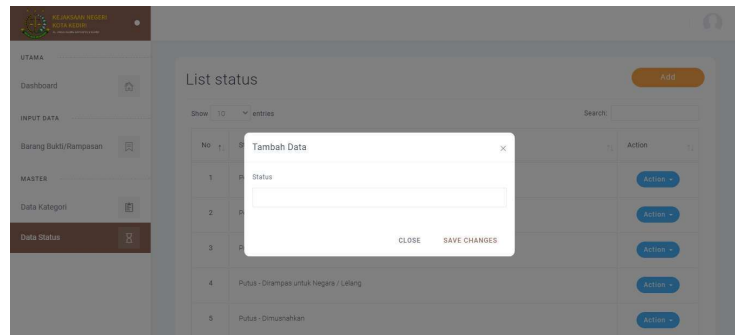 KEJAKSAAN NEGERI
KOTA KEDIRI
UTAMA
Dashboard
INPUT DATA
Barang Bukti/Rampasan
MASTER
Data Kategori
Data Status
List status
Add
Show 10 entries
Search:
No
Action
Tambah Data
×
Status
CLOSE
SAVE CHANGES
1
Action
2
Action
3
Action
4 Putus - Dirampas untuk Negara / Lelang Action
5 Putus - Dimusnahkan Action